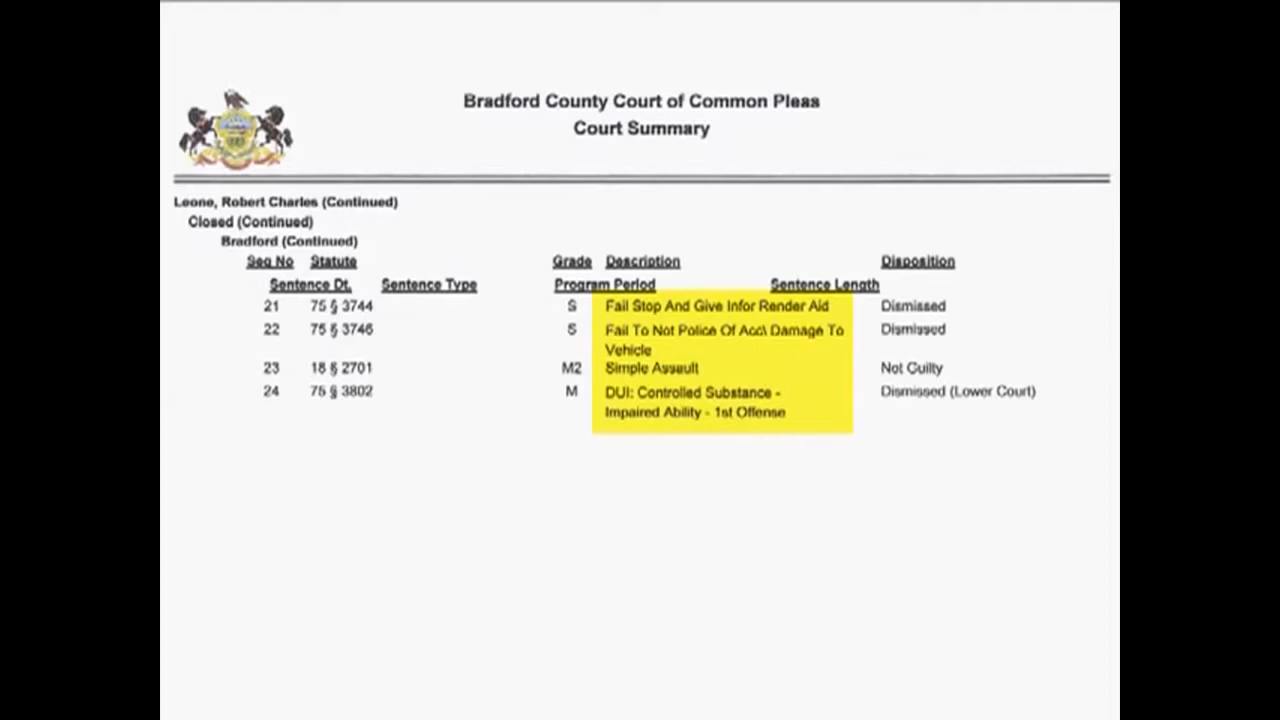 Bradford County Court of Common Pleas
Court Summary
Leone, Robert Charles (Continued)
Closed (Continued)
Bradford (Continued)
Seq No Statute Grade Description Disposition
Sentence Dt. Sentence Type Program Period Sentence Length
21 75 § 3744 S Fail Stop And Give Infor Render Aid Dismissed
22 75 § 3746 S Fail To Not Police Of Acc\ Damage To Dismissed
Vehicle
23 18 § 2701 M2 Simple Assault Not Guilty
24 75 § 3802 M DUI: Controlled Substance - Dismissed (Lower Court)
Impaired Ability - 1st Offense